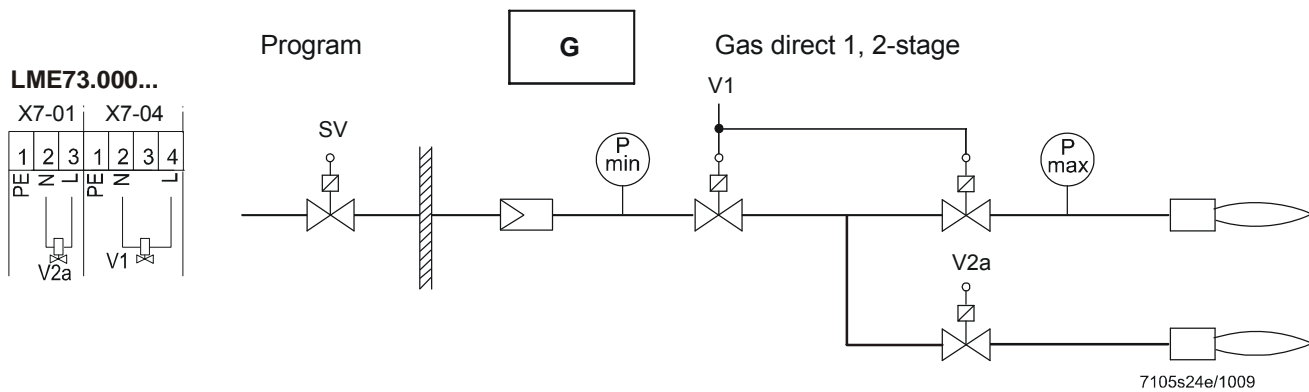 Program
G
Gas direct 1, 2-stage
LME73.000...
X7-01 X7-04
1 2 3 1 2 3 4
PE N L PE N L
V2a V1
SV
P min
V1
P max
V2a
7105s24e/1009